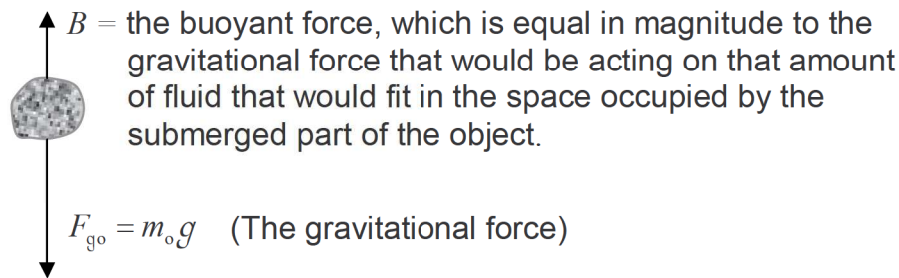 B = the buoyant force, which is equal in magnitude to the
gravitational force that would be acting on that amount
of fluid that would fit in the space occupied by the
submerged part of the object.
F_go = m_o g (The gravitational force)